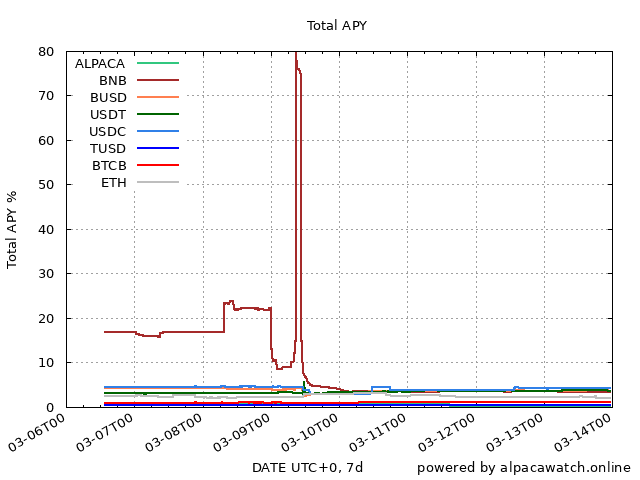 Total APY
80
70
60
50
40
30
20
10
0
Total APY %
ALPACA
BNB
BUSD
USDT
USDC
TUSD
BTCB
ETH
03-06T00
03-07T00
03-08T00
03-09T00
03-10T00
03-11T00
03-12T00
03-13T00
03-14T00
DATE UTC+0, 7d
powered by alpacawatch.online